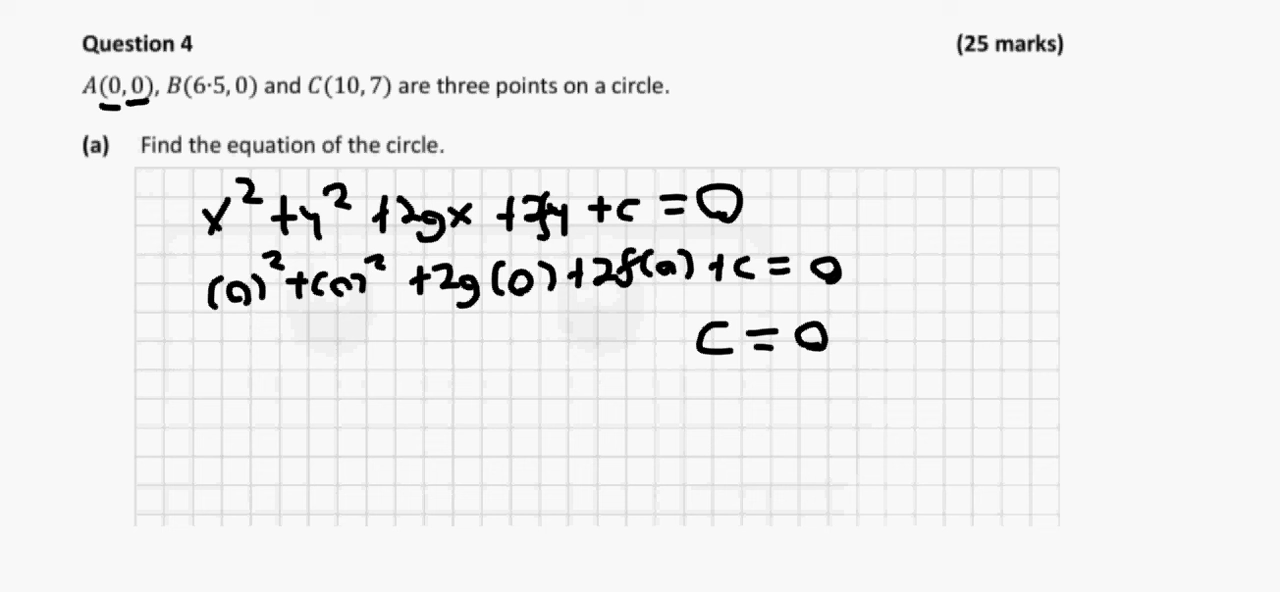 Question 4 (25 marks)
A(0,0), B(6·5,0) and C(10,7) are three points on a circle.
(a) Find the equation of the circle.
x² + y² + 2gx + 2fy + c = 0
(0)² + (0)² + 2g(0) + 2f(0) + c = 0
c = 0